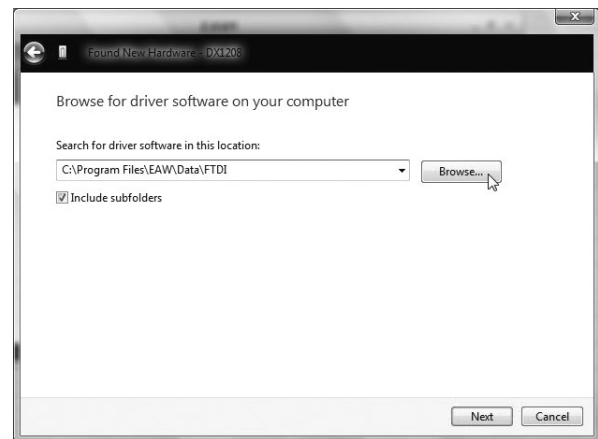 Found New Hardware - DX1208
Browse for driver software on your computer
Search for driver software in this location:
C:\Program Files\EAW\Data\FTDI
Browse...
Include subfolders
Next
Cancel